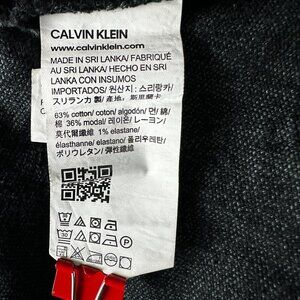 CALVIN KLEIN
www.calvinklein.com
MADE IN SRI LANKA/ FABRIQUÉ
AU SRI LANKA/ HECHO EN SRI
LANKA CON INSUMOS
IMPORTADOS/ 원산지 : 스리랑카/
スリランカ 製/ 產地：斯里蘭卡
63% cotton/ coton/ algodón/ 면/ 綿/
棉 36% modal/ 레이온/ レーヨン/
莫代爾纖維 1% elastane/
élasthanne/ elastano/ 폴리우레탄/
ポリウレタン/ 彈性纖維
30